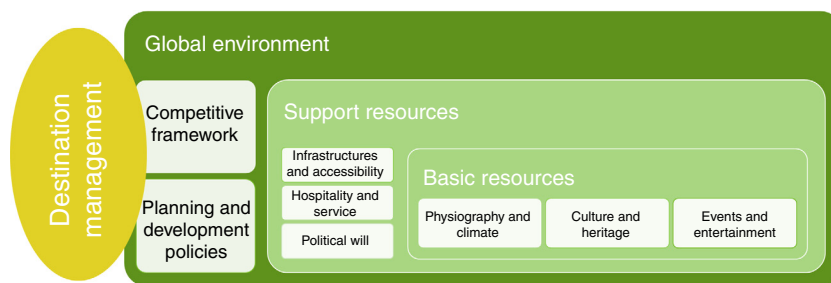 Destination
management
Global environment
Competitive
framework
Planning and
development
policies
Support resources
Infrastructures
and accessibility
Hospitality and
service
Political will
Basic resources
Physiography and
climate
Culture and
heritage
Events and
entertainment